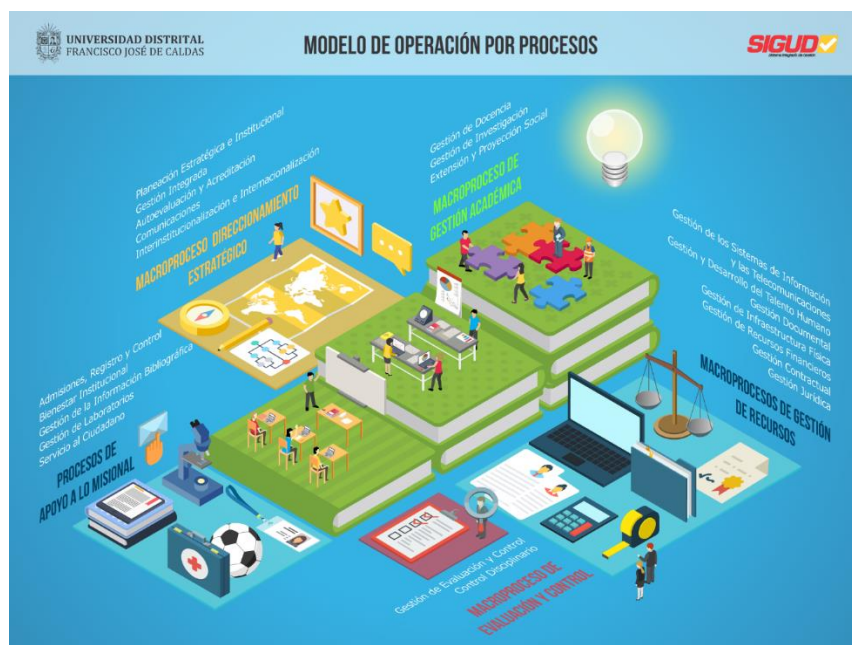 UNIVERSIDAD DISTRITAL
FRANCISCO JOSÉ DE CALDAS
MODELO DE OPERACIÓN POR PROCESOS
SIGUD
Planeación Estratégica e Institucional
Gestión Integrada
Autoevaluación y Acreditación
Comunicaciones
Interinstitucionalización e Internacionalización
MACROPROCESO DIRECCIONAMIENTO
ESTRATÉGICO
Gestión de Docencia
Gestión de Investigación
Extensión y Proyección Social
MACROPROCESO DE
GESTIÓN ACADÉMICA
Gestión de los Sistemas de Información
y las Telecomunicaciones
Gestión y Desarrollo del Talento Humano
Gestión Documental
Gestión de Infraestructura Física
Gestión de Recursos Financieros
Gestión Contractual
Gestión Jurídica
MACROPROCESOS DE GESTIÓN
DE RECURSOS
Admisiones, Registro y Control
Bienestar Institucional
Gestión de la Información Bibliográfica
Gestión de Laboratorios
Servicio al Ciudadano
PROCESOS DE
APOYO A LO MISIONAL
Gestión de Evaluación y Control
Control Disciplinario
MACROPROCESO DE
EVALUACIÓN Y CONTROL